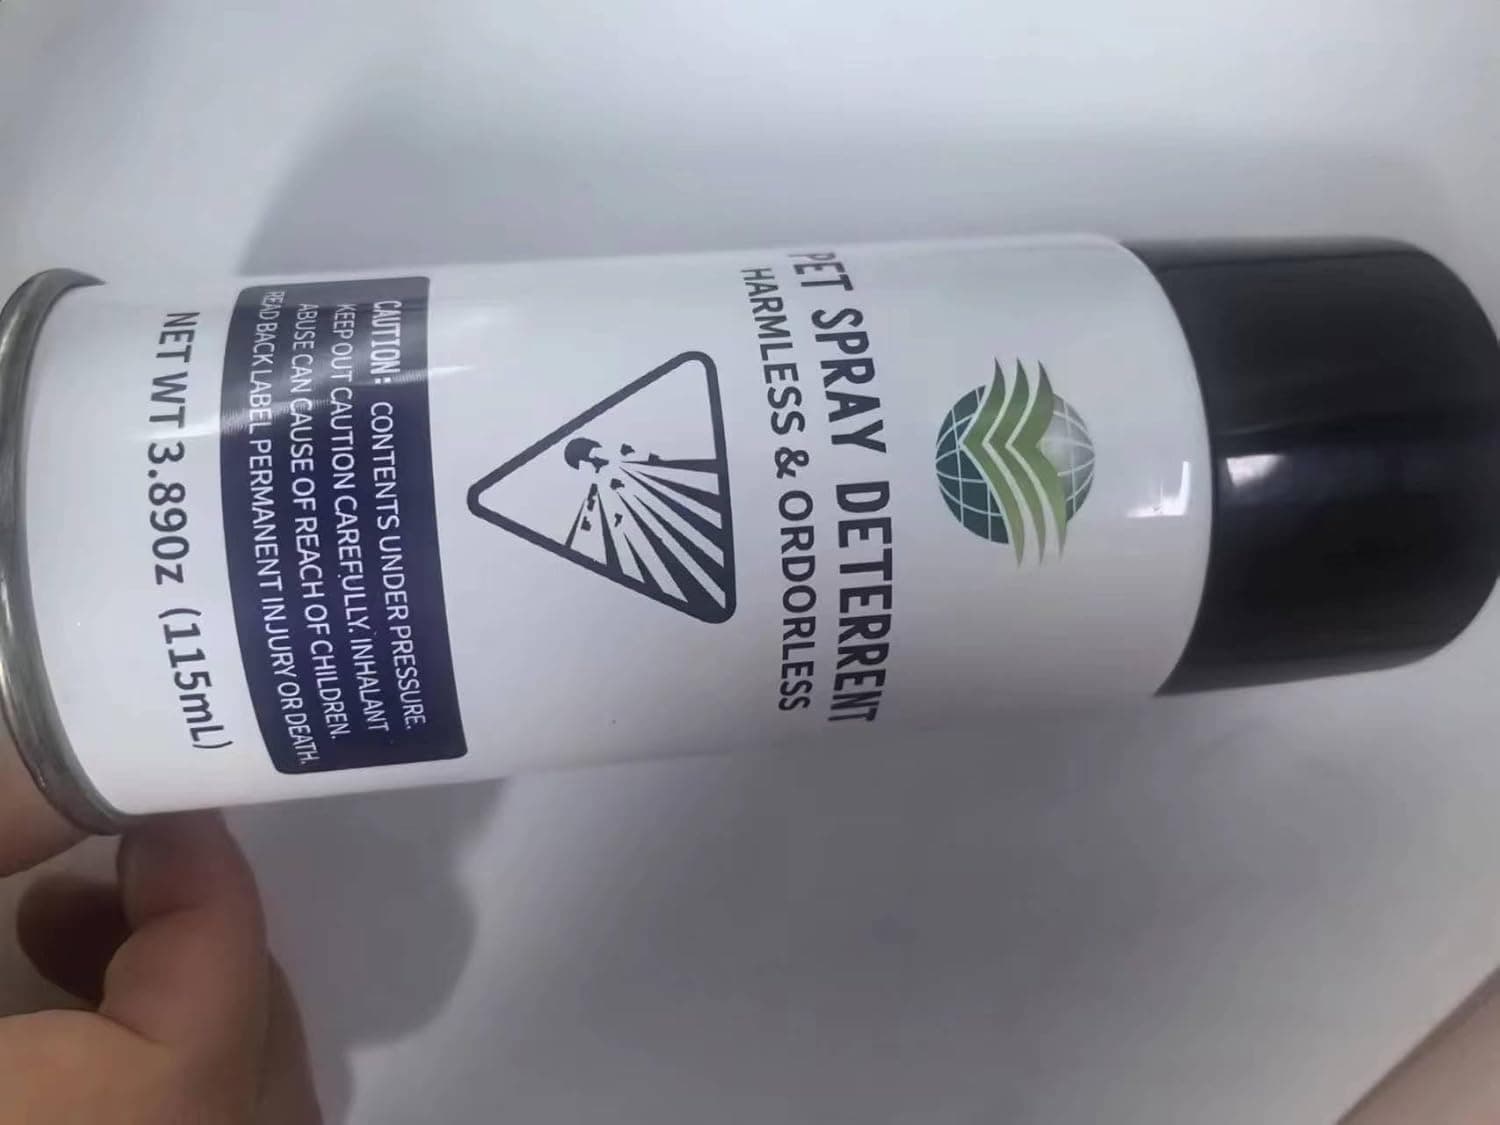 PET SPRAY DETERRENT
HARMLESS & ORDORLESS
CAUTION: CONTENTS UNDER PRESSURE.
KEEP OUT CAUTION CAREFULLY. INHALANT
ABUSE CAN CAUSE OF REACH OF CHILDREN.
READ BACK LABEL PERMANENT INJURY OR DEATH.
NET WT 3.89Oz (115mL)